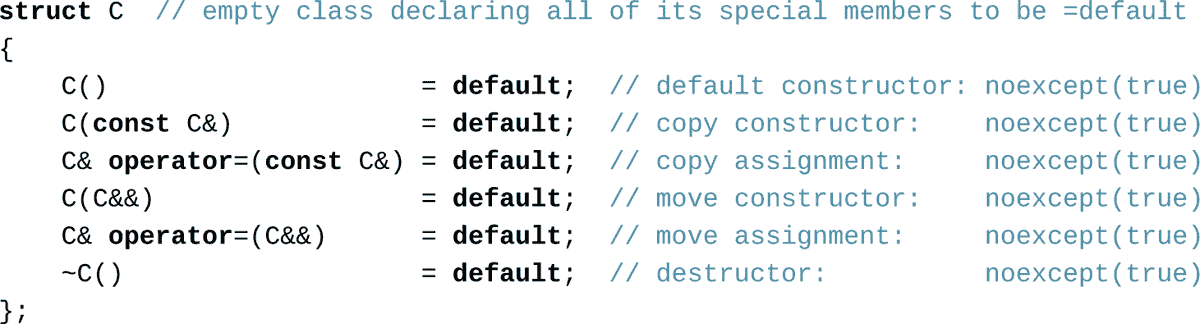 struct C  // empty class declaring all of its special members to be =default
{
    C()                    = default;  // default constructor: noexcept(true)
    C(const C&)            = default;  // copy constructor:    noexcept(true)
    C& operator=(const C&) = default;  // copy assignment:     noexcept(true)
    C(C&&)                 = default;  // move constructor:    noexcept(true)
    C& operator=(C&&)      = default;  // move assignment:     noexcept(true)
    ~C()                   = default;  // destructor:          noexcept(true)
};